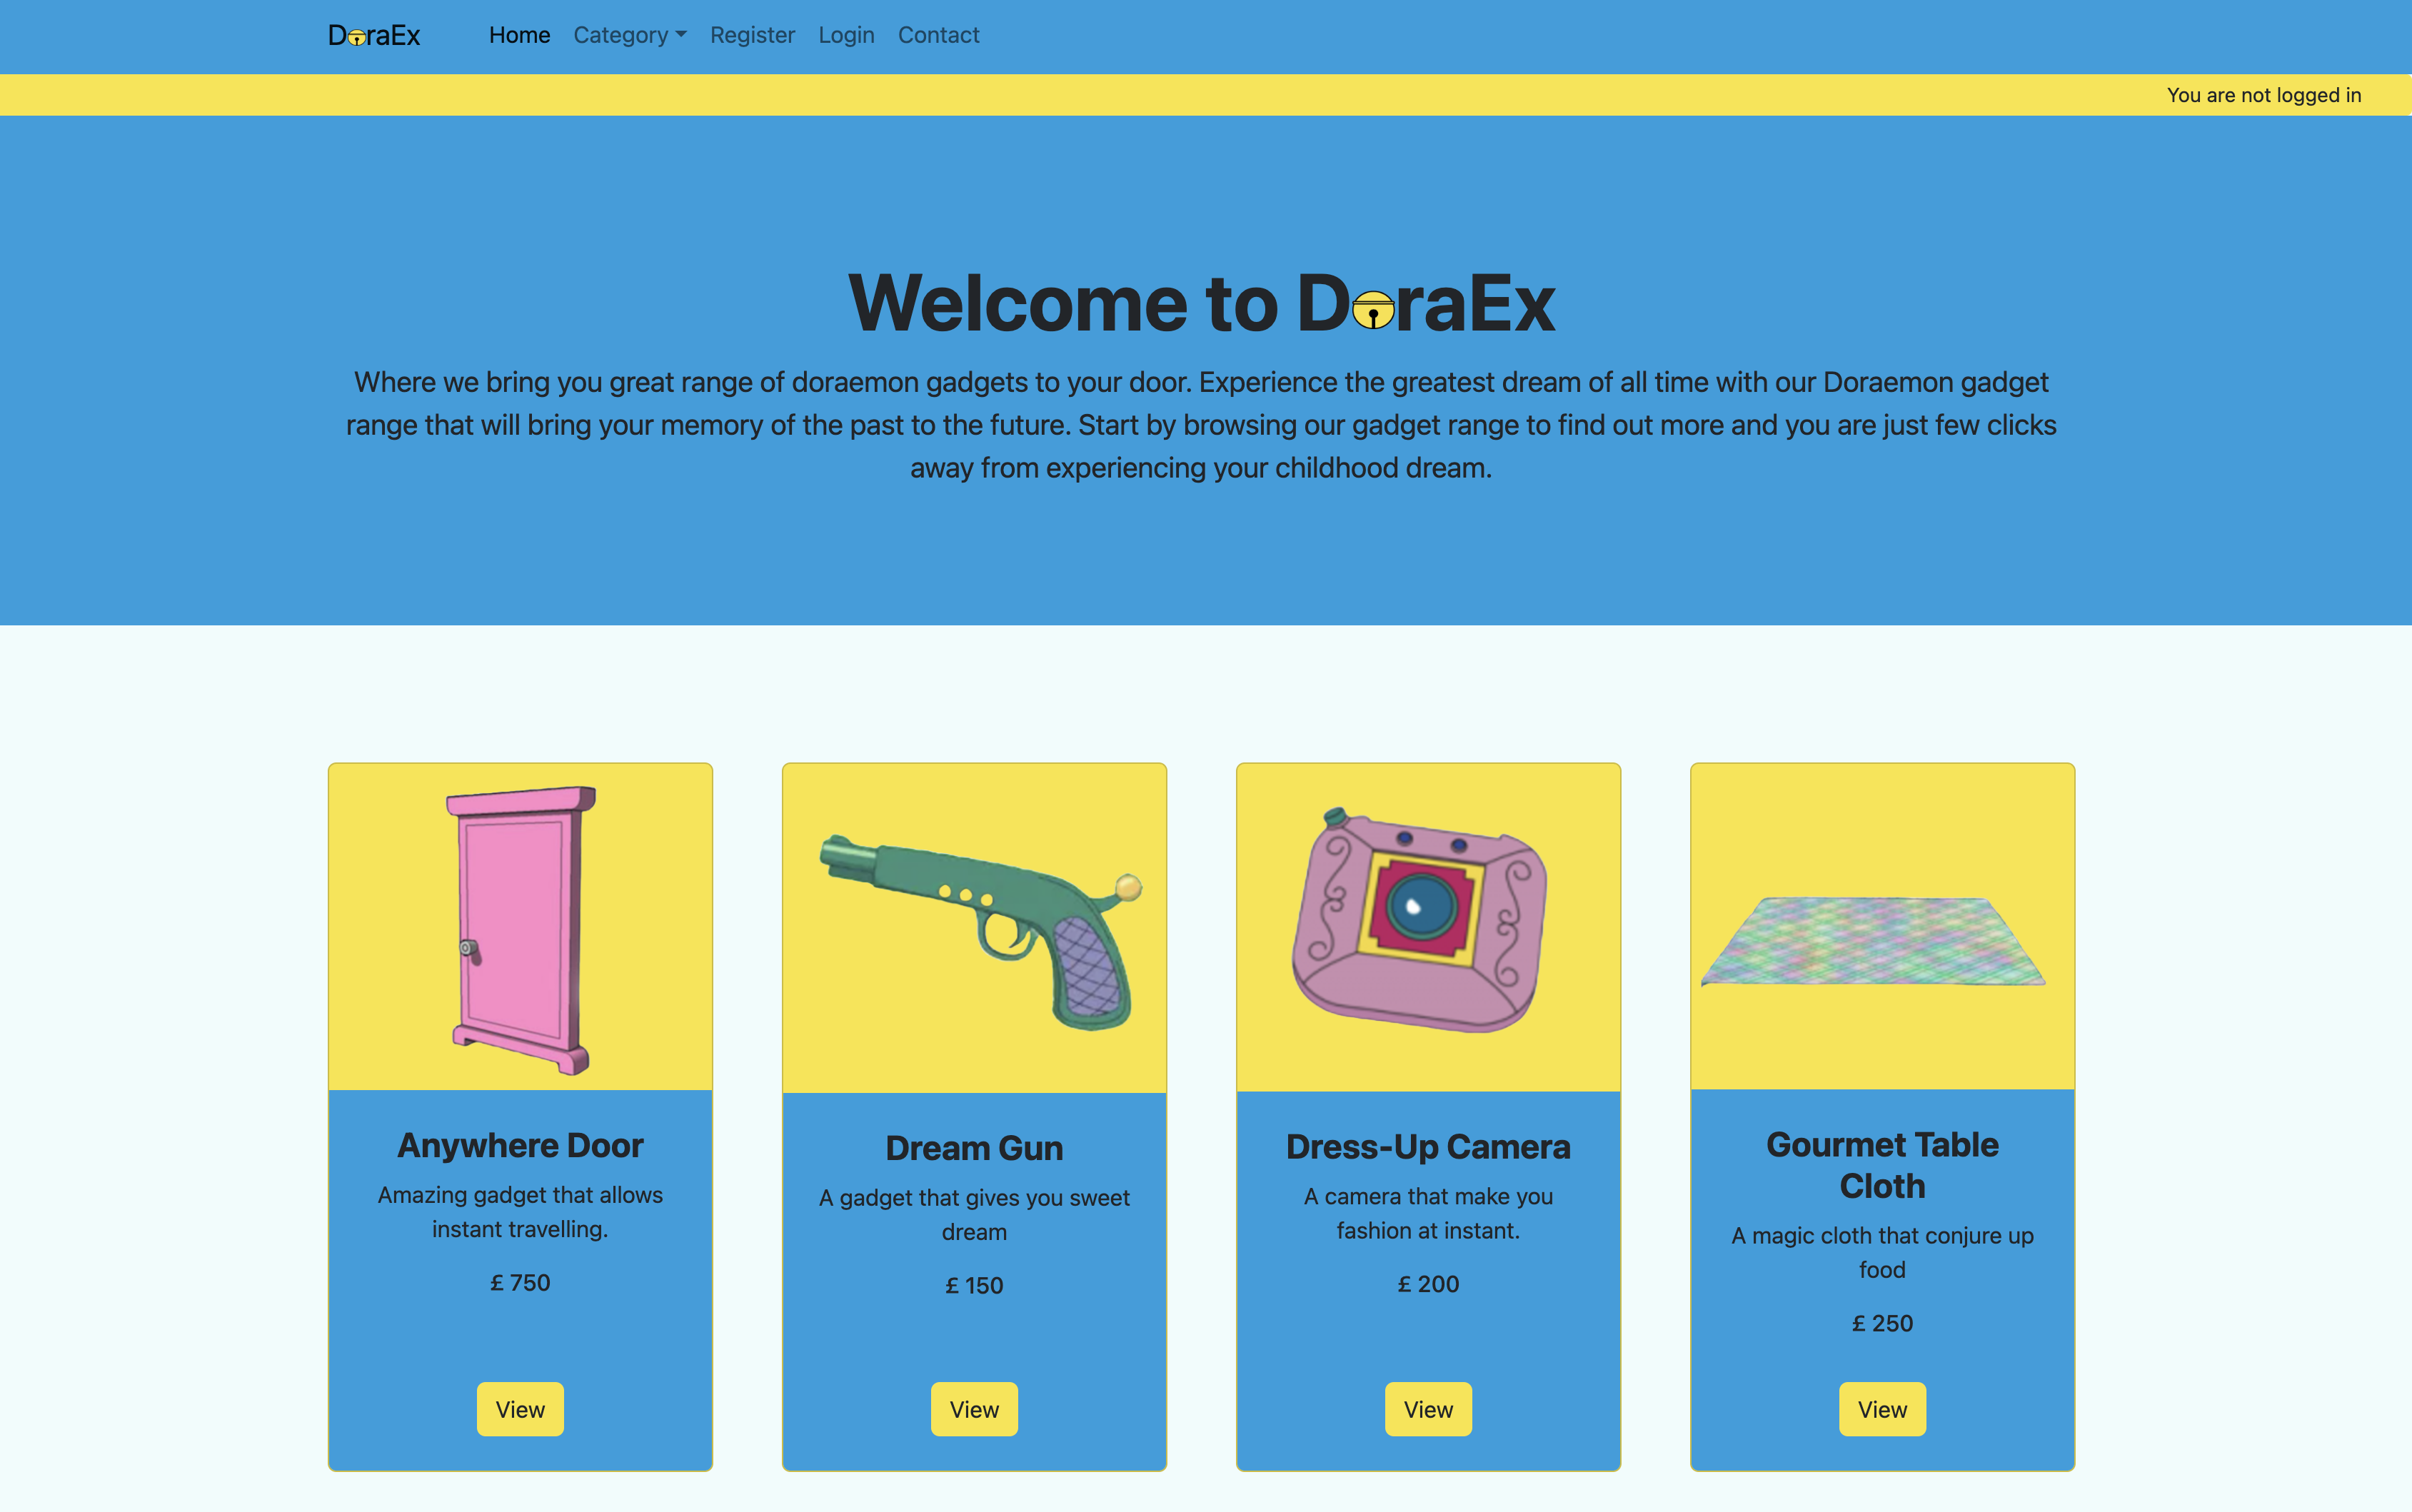 DoraEx
Home Category Register Login Contact
You are not logged in
Welcome to DoraEx
Where we bring you great range of doraemon gadgets to your door. Experience the greatest dream of all time with our Doraemon gadget
range that will bring your memory of the past to the future. Start by browsing our gadget range to find out more and you are just few clicks
away from experiencing your childhood dream.
Anywhere Door
Amazing gadget that allows
instant travelling.
£ 750
View
Dream Gun
A gadget that gives you sweet
dream
£ 150
View
Dress-Up Camera
A camera that make you
fashion at instant.
£ 200
View
Gourmet Table
Cloth
A magic cloth that conjure up
food
£ 250
View